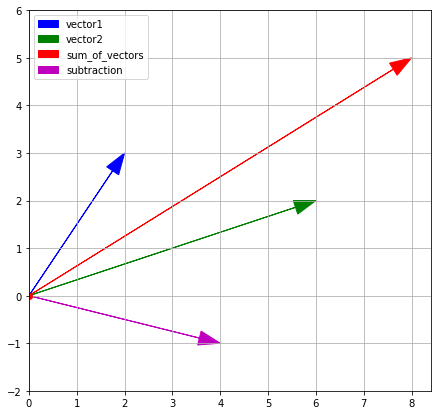 6
5
4
3
2
1
0
−1
−2
vector1
vector2
sum_of_vectors
subtraction
0 1 2 3 4 5 6 7 8